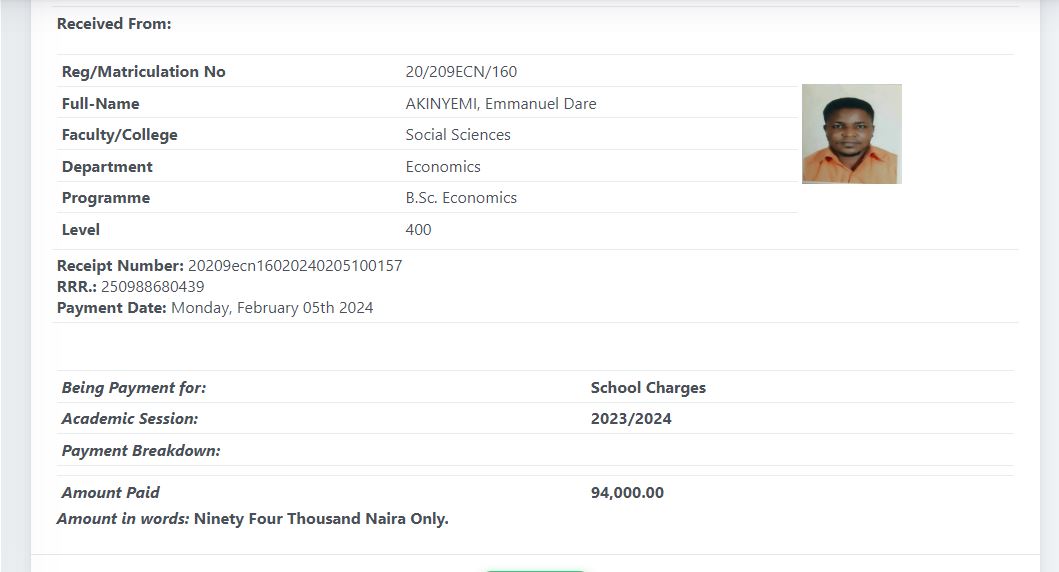 Received From:
Reg/Matriculation No 20/209ECN/160
Full-Name AKINYEMI, Emmanuel Dare
Faculty/College Social Sciences
Department Economics
Programme B.Sc. Economics
Level 400
Receipt Number: 20209ecn16020240205100157
RRR.: 250988680439
Payment Date: Monday, February 05th 2024
Being Payment for: School Charges
Academic Session: 2023/2024
Payment Breakdown:
Amount Paid 94,000.00
Amount in words: Ninety Four Thousand Naira Only.